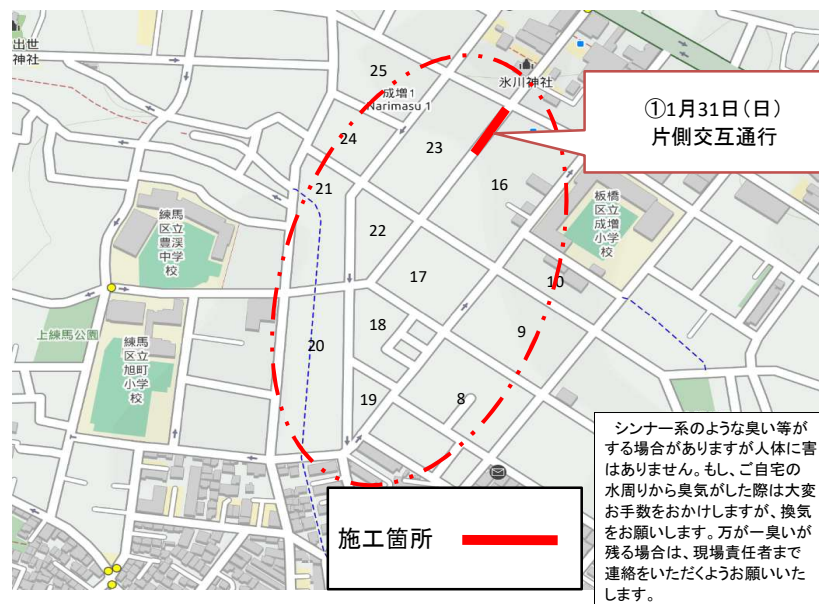 出世
神社
25
成増1
Narimasu 1
氷川神社
①1月31日(日)
片側交互通行
24
23
21
16
練馬
区立
豊渓
中学
校
板橋
区立
成増
小学
校
22
17
10
上練馬公園
練馬
区立
旭町
小学
校
20
18
9
19
8
施工箇所
シンナー系のような臭い等が
する場合がありますが人体に害
はありません。もし、ご自宅の
水周りから臭気がした際は大変
お手数をおかけしますが、換気
をお願いします。万が一臭いが
残る場合は、現場責任者まで
連絡をいただくようお願いいた
します。